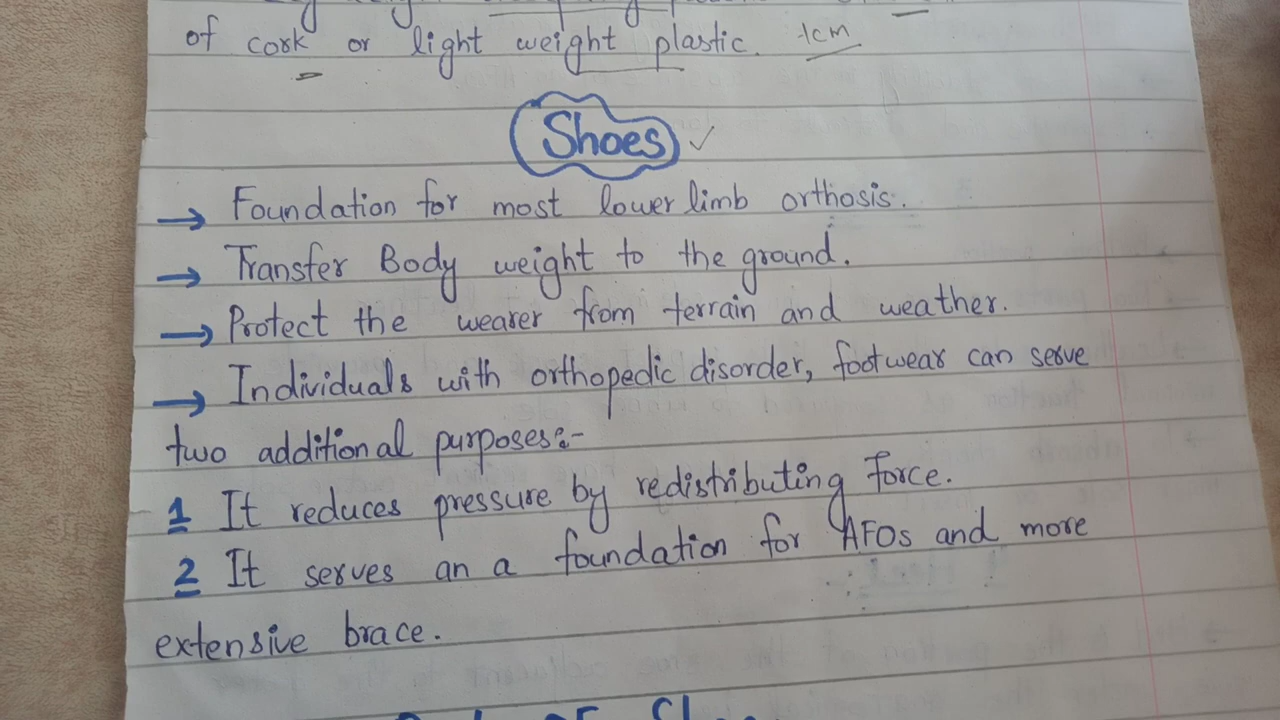 of cork or light weight plastic. 1cm
Shoes
→ Foundation for most lower limb orthosis.
→ Transfer Body weight to the ground.
→ Protect the wearer from terrain and weather.
→ Individuals with orthopedic disorder, footwear can serve
two additional purposes:-
1 It reduces pressure by redistributing force.
2 It serves an a foundation for AFOs and more
extensive brace.